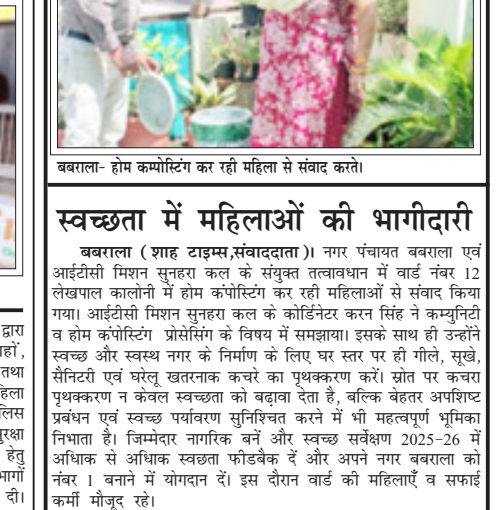 बबराला- होम कम्पोस्टिंग कर रही महिला से संवाद करते।
स्वच्छता में महिलाओं की भागीदारी
बबराला (शाह टाइम्स,संवाददाता)। नगर पंचायत बबराला एवं
आईटीसी मिशन सुनहरा कल के संयुक्त तत्वावधान में वार्ड नंबर 12
लेखपाल कालोनी में होम कंपोस्टिंग कर रही महिलाओं से संवाद किया
गया। आईटीसी मिशन सुनहरा कल के कोर्डिनेटर करन सिंह ने कम्युनिटी
व होम कंपोस्टिंग प्रोसेसिंग के विषय में समझाया। इसके साथ ही उन्होंने
स्वच्छ और स्वस्थ नगर के निर्माण के लिए घर स्तर पर ही गीले, सूखे,
सैनिटरी एवं घरेलू खतरनाक कचरे का पृथक्करण करें। स्रोत पर कचरा
पृथक्करण न केवल स्वच्छता को बढ़ावा देता है, बल्कि बेहतर अपशिष्ट
प्रबंधन एवं स्वच्छ पर्यावरण सुनिश्चित करने में भी महत्वपूर्ण भूमिका
निभाता है। जिम्मेदार नागरिक बनें और स्वच्छ सर्वेक्षण 2025-26 में
अधिक से अधिक स्वछता फीडबैक दें और अपने नगर बबराला को
नंबर 1 बनाने में योगदान दें। इस दौरान वार्ड की महिलाएँ व सफाई
कर्मी मौजूद रहे।
द्वारा
तथा
हेतु
दी।